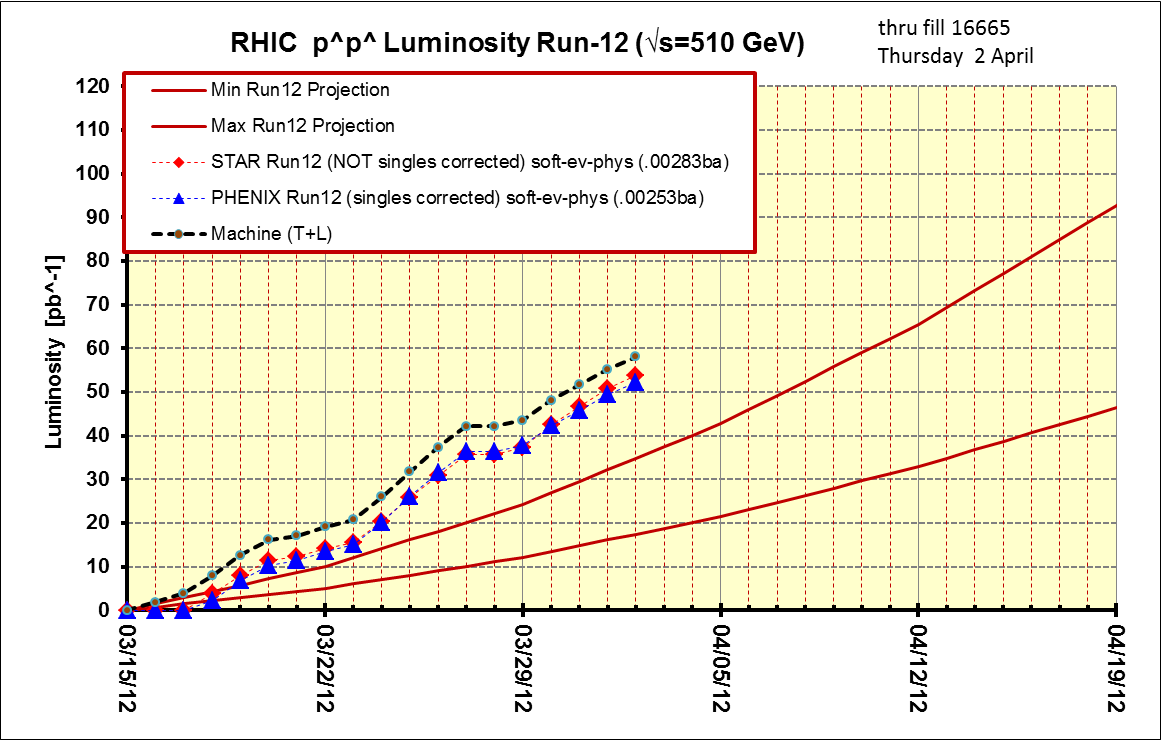 RHIC p^p^ Luminosity Run-12 (√s=510 GeV)
thru fill 16665
Thursday 2 April
Min Run12 Projection
Max Run12 Projection
STAR Run12 (NOT singles corrected) soft-ev-phys (.00283ba)
PHENIX Run12 (singles corrected) soft-ev-phys (.00253ba)
Machine (T+L)
Luminosity [pb^-1]
120
110
100
90
80
70
60
50
40
30
20
10
0
03/15/12
03/22/12
03/29/12
04/05/12
04/12/12
04/19/12